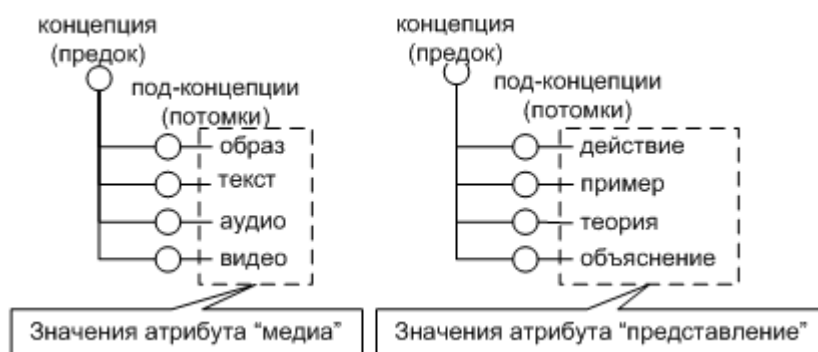 концепция
(предок)
под-концепции
(потомки)
образ
текст
аудио
видео
Значения атрибута “медиа”
концепция
(предок)
под-концепции
(потомки)
действие
пример
теория
объяснение
Значения атрибута “представление”